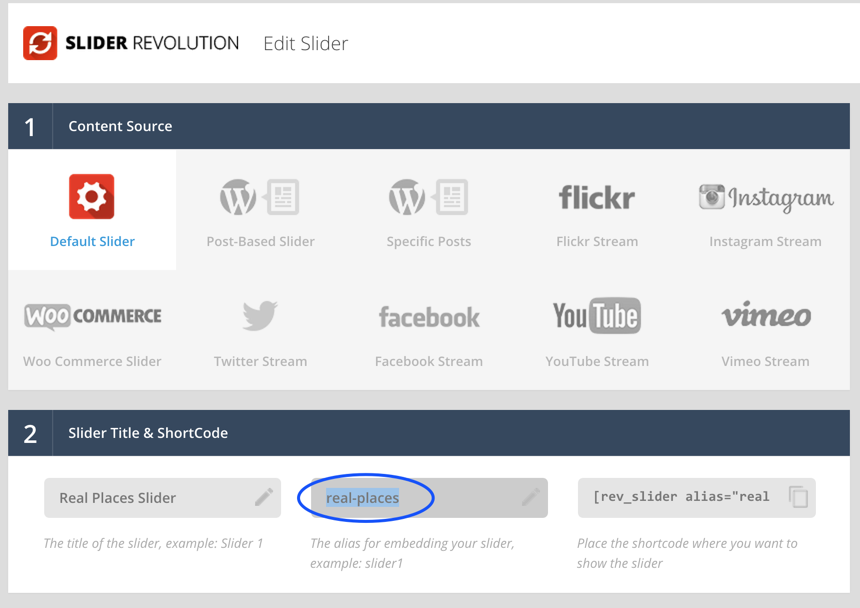 SLIDER REVOLUTION Edit Slider
1 Content Source
Default Slider
Post-Based Slider
Specific Posts
flickr
Flickr Stream
Instagram
Instagram Stream
WOO COMMERCE
Woo Commerce Slider
Twitter Stream
facebook
Facebook Stream
YouTube
YouTube Stream
vimeo
Vimeo Stream
2 Slider Title & ShortCode
Real Places Slider
The title of the slider, example: Slider 1
real-places
The alias for embedding your slider,
example: slider1
[rev_slider alias="real
Place the shortcode where you want to
show the slider